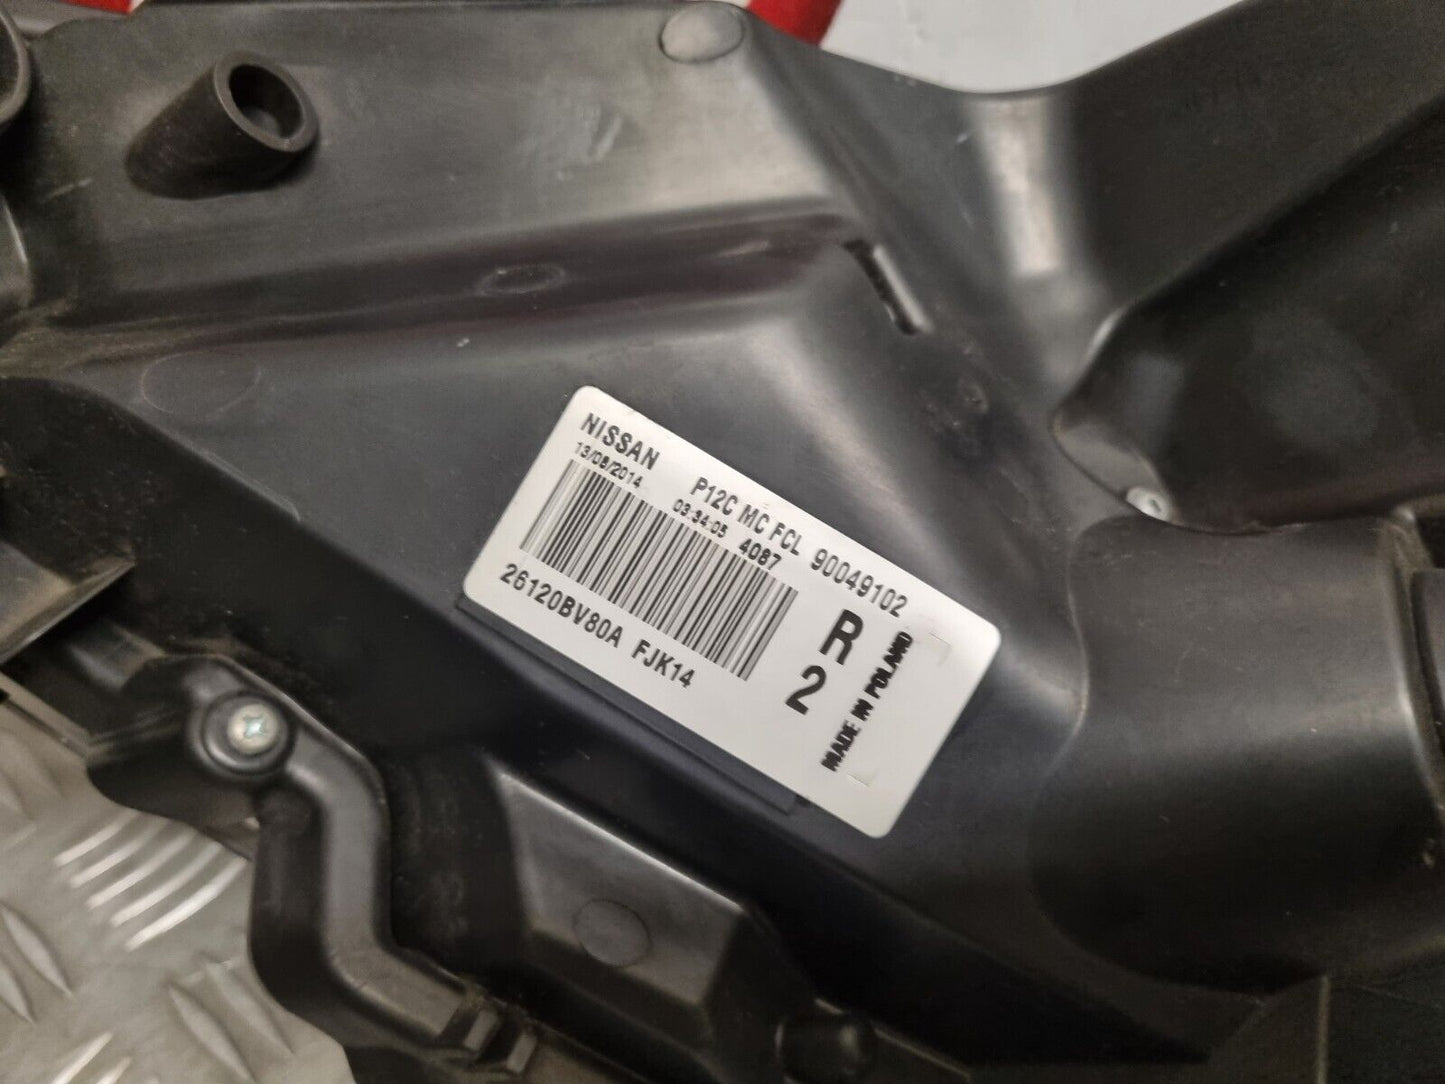 NISSAN P12C MC FCL 90049102
13/08/2014 03:34:05 4087
26120BV80A FJK14
R
2
MADE IN POLAND